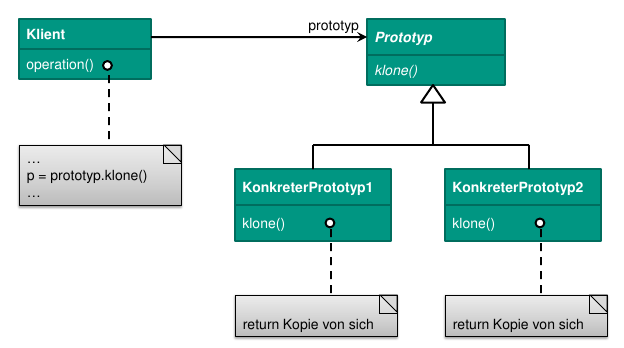 Klient
operation()
prototyp
Prototyp
klone()
...
p = prototyp.klone()
...
KonkreterPrototyp1
klone()
KonkreterPrototyp2
klone()
return Kopie von sich
return Kopie von sich